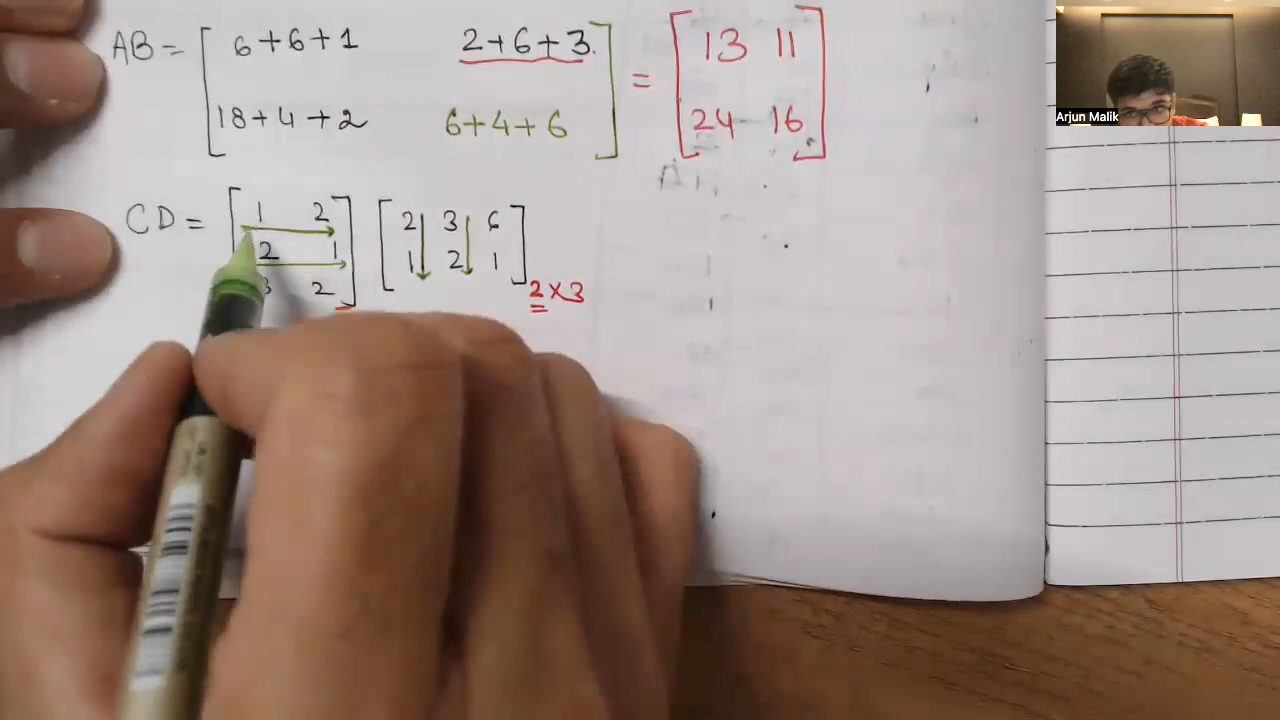 AB = [ 6+6+1 2+6+3 ] = [ 13 11 ]
[ 18+4+2 6+4+6 ] [ 24 16 ]
CD = [ 1 2 ] [ 2 3 6 ]
[ 2 1 ] [ 1 2 1 ] 2×3
[ 3 2 ]
Arjun Malik